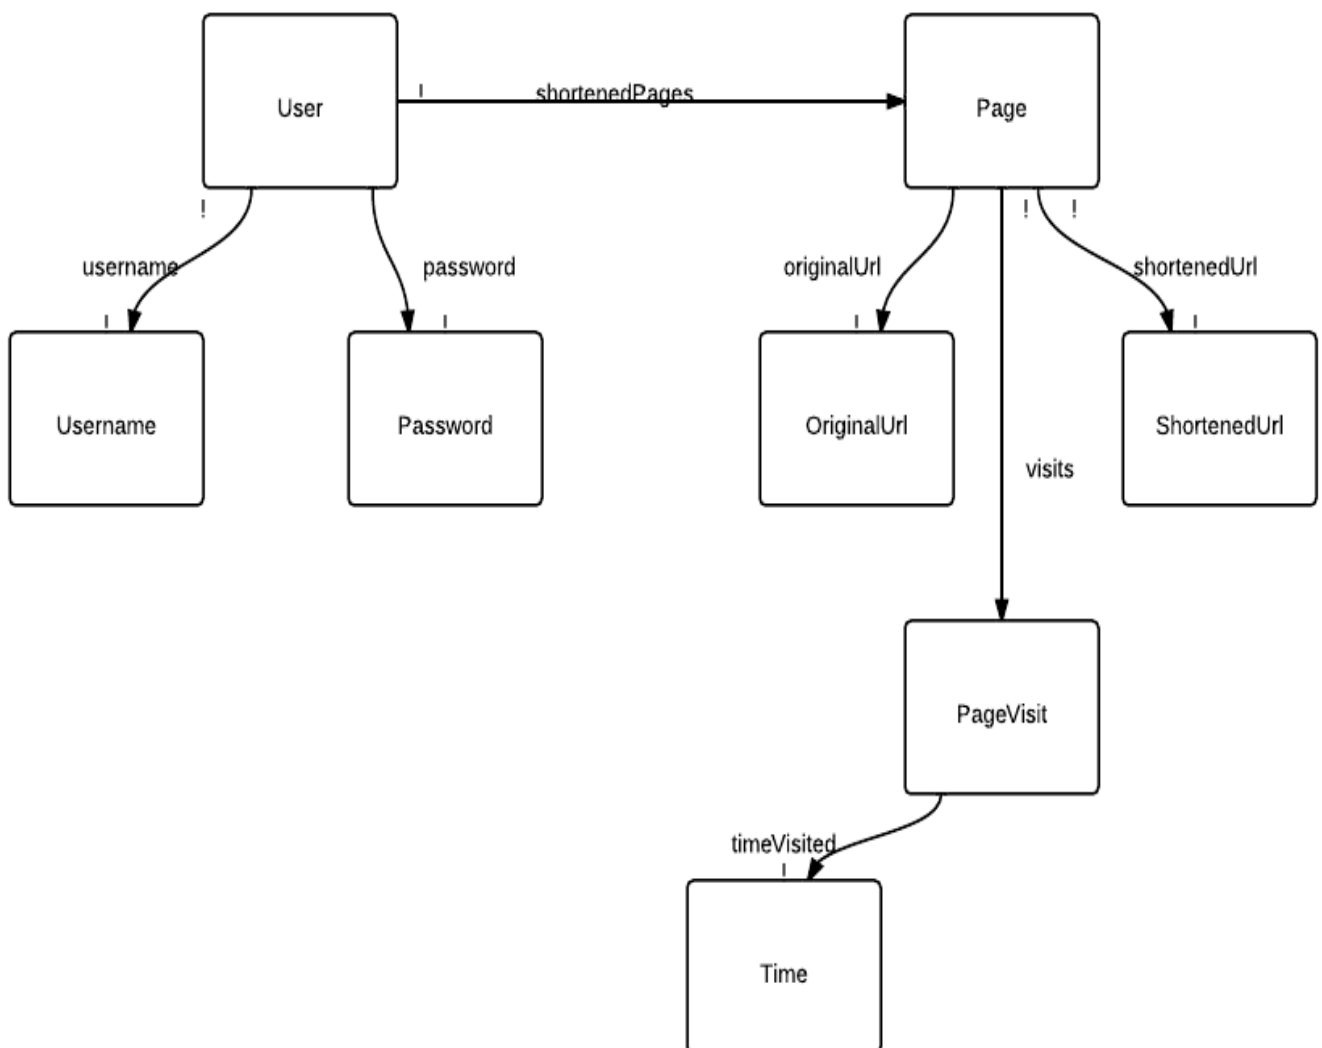 User
! shortenedPages
Page
!
! !
username
password
originalUrl
shortenedUrl
! ! ! !
Username
Password
OriginalUrl
ShortenedUrl
visits
PageVisit
timeVisited
!
Time